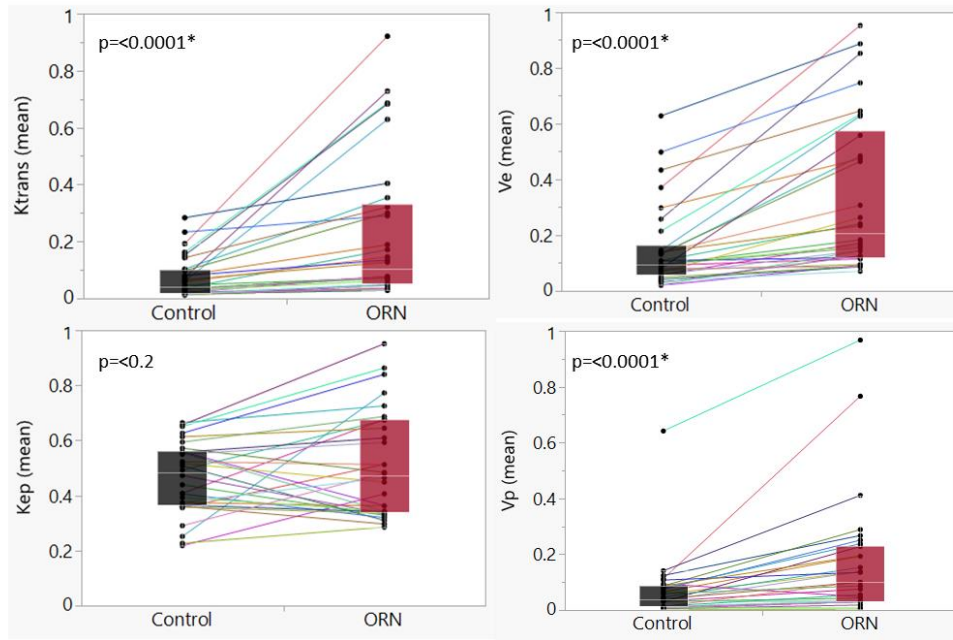 Ktrans (mean)
1
0.8
0.6
0.4
0.2
0
p=<0.0001*
Control
ORN
Ve (mean)
1
0.8
0.6
0.4
0.2
0
p=<0.0001*
Control
ORN
Kep (mean)
1
0.8
0.6
0.4
0.2
0
p=<0.2
Control
ORN
Vp (mean)
1
0.8
0.6
0.4
0.2
0
p=<0.0001*
Control
ORN